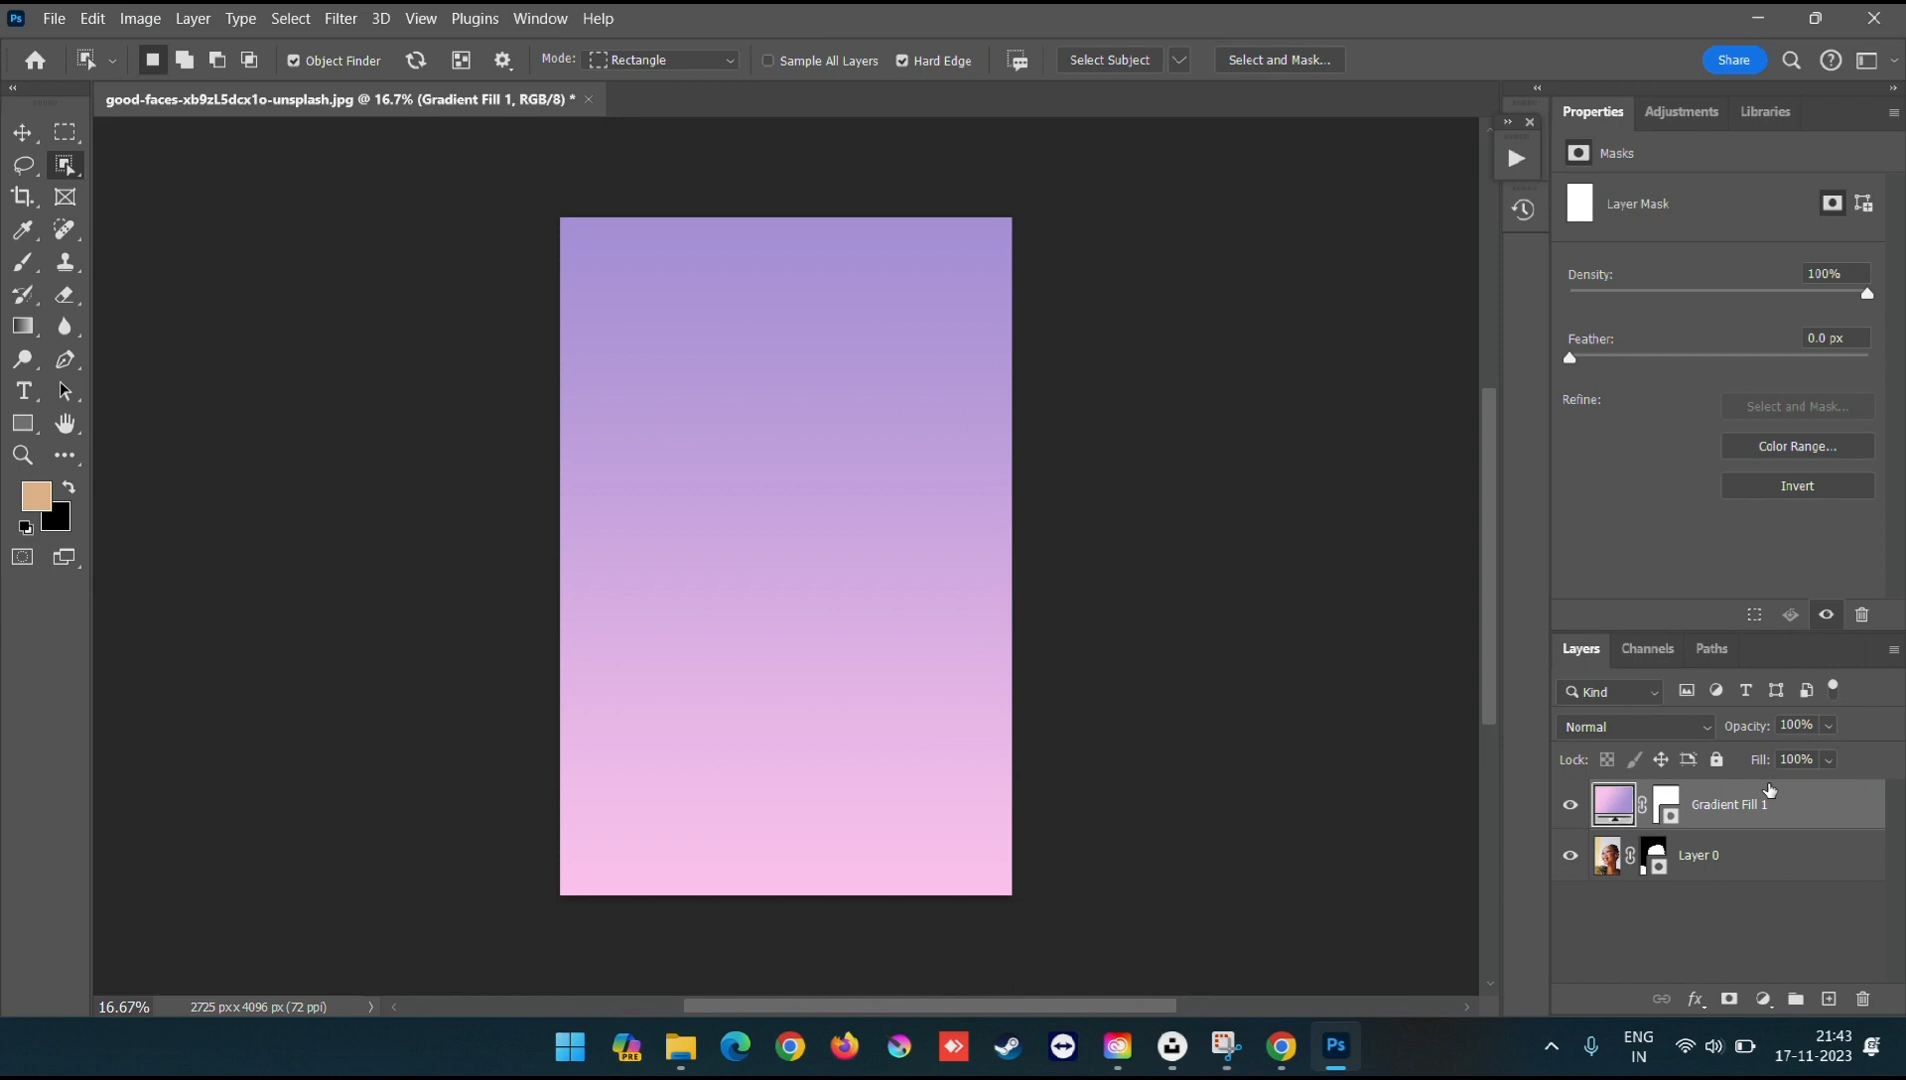 Ps File Edit Image Layer Type Select Filter 3D View Plugins Window Help
Object Finder Mode: Rectangle Sample All Layers Hard Edge Select Subject Select and Mask... Share
good-faces-xb9zL5dcx1o-unsplash.jpg @ 16.7% (Gradient Fill 1, RGB/8) *
Properties Adjustments Libraries
Masks
Layer Mask
Density: 100%
Feather: 0.0 px
Refine: Select and Mask...
Color Range...
Invert
Layers Channels Paths
Kind
Normal Opacity: 100%
Lock: Fill: 100%
Gradient Fill 1
Layer 0
16.67% 2725 px x 4096 px (72 ppi)
PRE Ps ENG 21:43
IN 17-11-2023